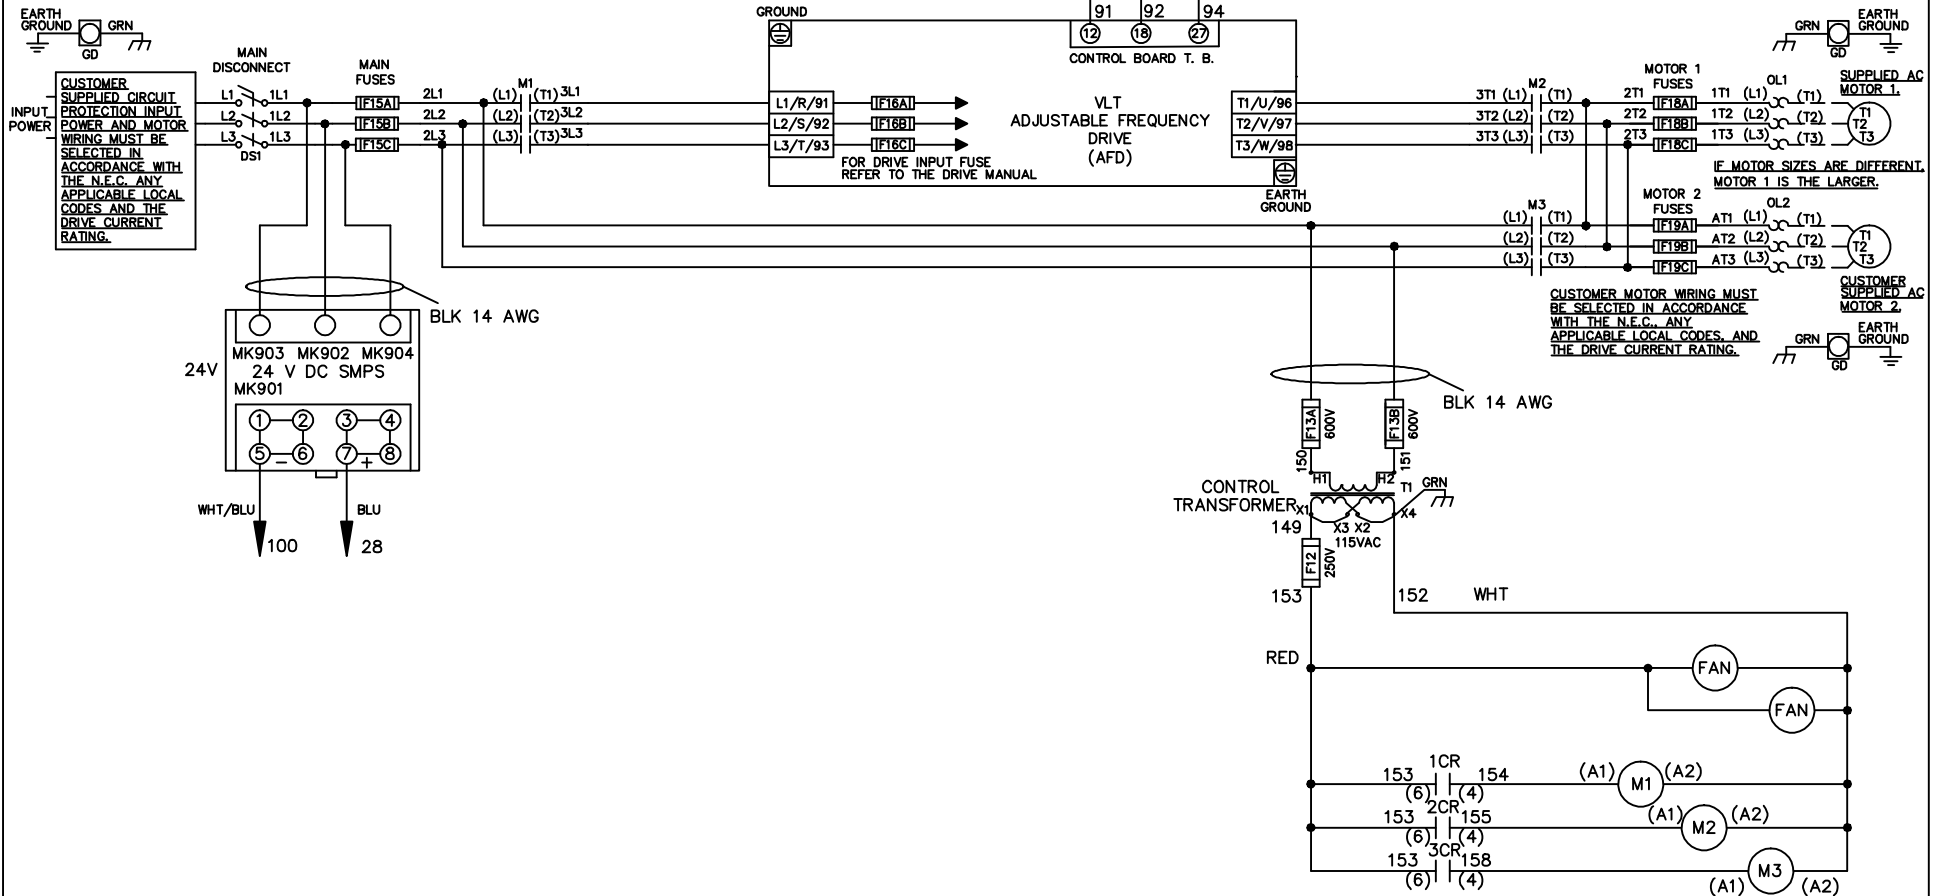 EARTH
GROUND
GRN
GD
CUSTOMER
SUPPLIED CIRCUIT
PROTECTION INPUT
POWER AND MOTOR
WIRING MUST BE
SELECTED IN
ACCORDANCE WITH
THE N.E.C. ANY
APPLICABLE LOCAL
CODES AND THE
DRIVE CURRENT
RATING.
INPUT
POWER
MAIN
DISCONNECT
L1 1L1
L2 1L2
L3 1L3
DS1
MAIN
FUSES
F15A
F15B
F15C
2L1
2L2
2L3
M1
(L1) (T1) 3L1
(L2) (T2) 3L2
(L3) (T3) 3L3
GROUND
91 92 94
12 18 27
CONTROL BOARD T. B.
L1/R/91
L2/S/92
L3/T/93
F16A
F16B
F16C
FOR DRIVE INPUT FUSE
REFER TO THE DRIVE MANUAL
VLT
ADJUSTABLE FREQUENCY
DRIVE
(AFD)
T1/U/96
T2/V/97
T3/W/98
EARTH
GROUND
M2
3T1 (L1) (T1)
3T2 (L2) (T2)
3T3 (L3) (T3)
MOTOR 1
FUSES
2T1 F18A 1T1 (L1)
2T2 F18B 1T2 (L2)
2T3 F18C 1T3 (L3)
OL1
(T1)
(T2)
(T3)
GRN
GD
EARTH
GROUND
SUPPLIED AC
MOTOR 1.
T1
T2
T3
IF MOTOR SIZES ARE DIFFERENT,
MOTOR 1 IS THE LARGER.
M3
(L1) (T1)
(L2) (T2)
(L3) (T3)
MOTOR 2
FUSES
F19A AT1 (L1)
F19B AT2 (L2)
F19C AT3 (L3)
OL2
(T1)
(T2)
(T3)
T1
T2
T3
CUSTOMER
SUPPLIED AC
MOTOR 2.
CUSTOMER MOTOR WIRING MUST
BE SELECTED IN ACCORDANCE
WITH THE N.E.C., ANY
APPLICABLE LOCAL CODES, AND
THE DRIVE CURRENT RATING.
GRN
GD
EARTH
GROUND
BLK 14 AWG
MK903 MK902 MK904
24V
24 V DC SMPS
MK901
1 2 3 4
5 6 7 8
- +
WHT/BLU
BLU
100
28
BLK 14 AWG
F13A
600V
F13B
600V
150
151
H1 H2
T1
GRN
CONTROL
TRANSFORMER
X1
X3 X2
X4
115VAC
149
F12
250V
153
152
WHT
RED
FAN
FAN
1CR
153 154
(6) (4)
(A1) M1 (A2)
2CR
153 155
(6) (4)
(A1) M2 (A2)
3CR
153 158
(6) (4)
(A1) M3 (A2)